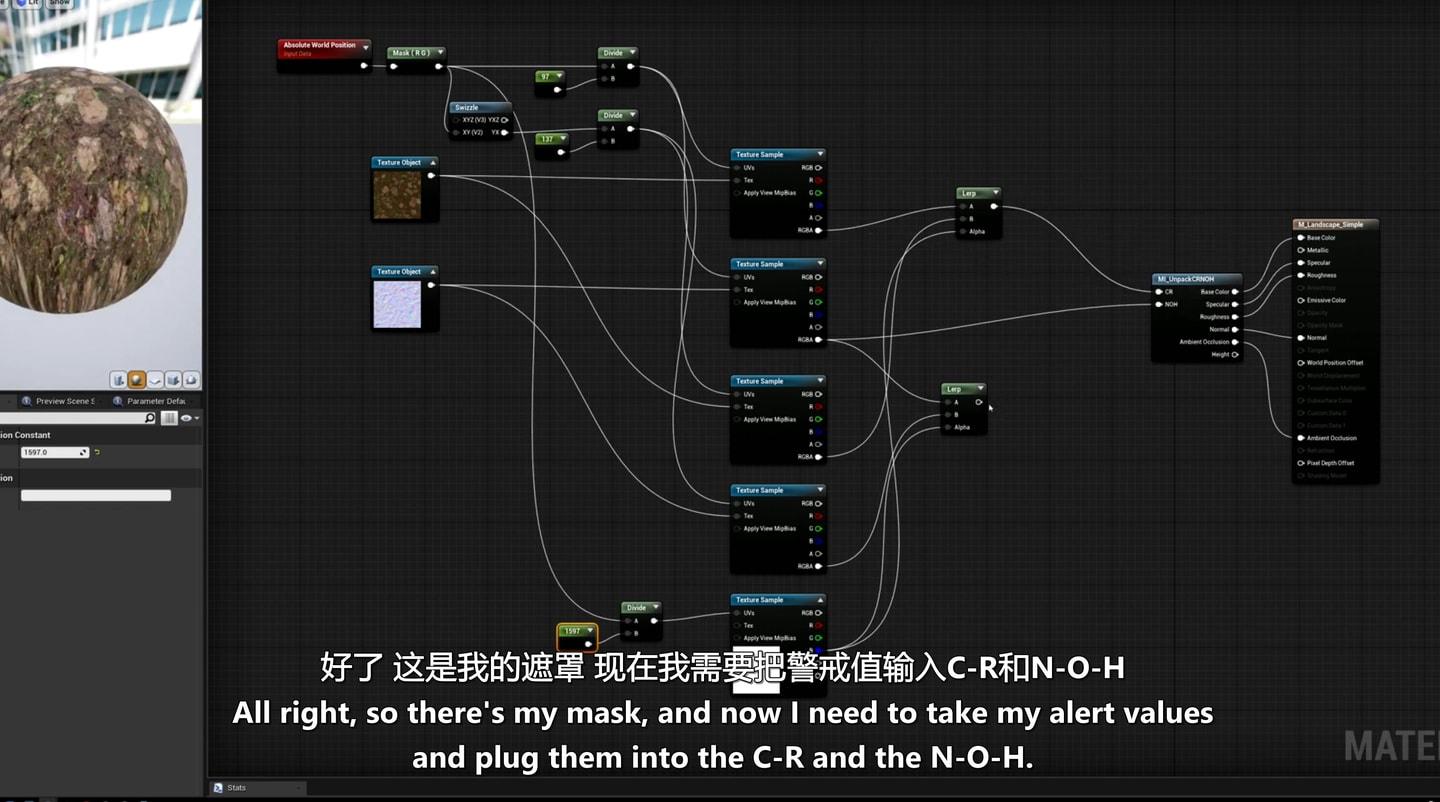 Lit
Show
Absolute World Position
Input Data
Mask ( R G )
Divide
A
B
97
Swizzle
XYZ (V3) YXZ
XY (V2) YX
Divide
A
B
137
Texture Object
Texture Object
Texture Sample
UVs RGB
Tex R
Apply View MipBias G
B
A
RGBA
Texture Sample
UVs RGB
Tex R
Apply View MipBias G
B
A
RGBA
Texture Sample
UVs RGB
Tex R
Apply View MipBias G
B
A
RGBA
Texture Sample
UVs RGB
Tex R
Apply View MipBias G
B
A
RGBA
Texture Sample
UVs RGB
Tex R
Apply View MipBias G
Lerp
A
B
Alpha
Lerp
A
B
Alpha
Divide
A
B
1597
MI_UnpackCRNOH
CR Base Color
NOH Specular
Roughness
Normal
Ambient Occlusion
Height
M_Landscape_Simple
Base Color
Metallic
Specular
Roughness
Anisotropy
Emissive Color
Opacity
Opacity Mask
Normal
Tangent
World Position Offset
World Displacement
Tessellation Multiplier
Subsurface Color
Custom Data 0
Custom Data 1
Ambient Occlusion
Refraction
Pixel Depth Offset
Shading Model
Preview Scene S
Parameter Defau
ion Constant
1597.0
ion
好了 这是我的遮罩 现在我需要把警戒值输入C-R和N-O-H
All right, so there's my mask, and now I need to take my alert values
and plug them into the C-R and the N-O-H.
MATE
Stats